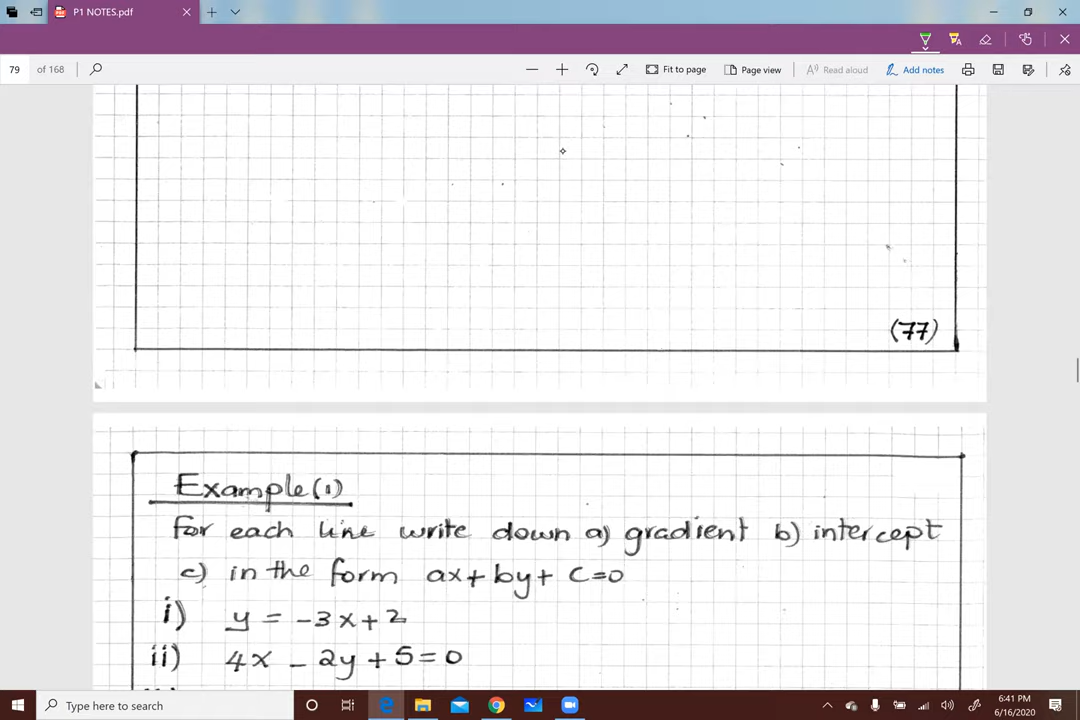 P1 NOTES.pdf
79 of 168
Fit to page
Page view
Read aloud
Add notes
(77)
Example(1)
For each line write down a) gradient b) intercept
c) in the form ax + by + c = 0
i) y = -3x + 2
ii) 4x - 2y + 5 = 0
Type here to search
6:41 PM
6/16/2020